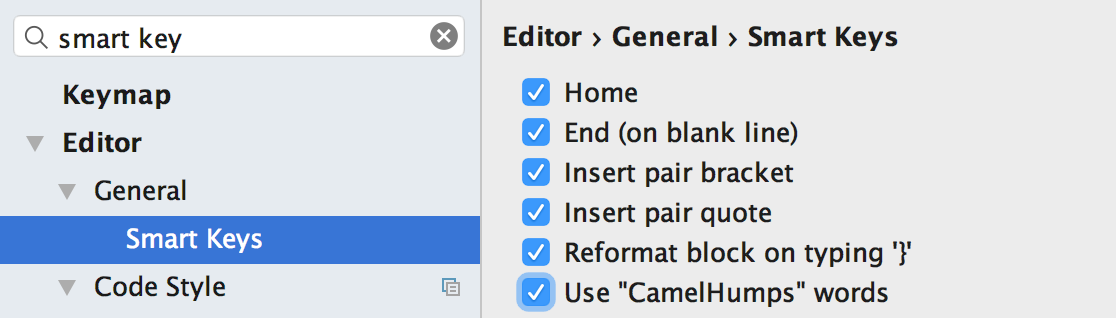 smart key
Keymap
Editor
General
Smart Keys
Code Style
Editor › General › Smart Keys
Home
End (on blank line)
Insert pair bracket
Insert pair quote
Reformat block on typing '}'
Use "CamelHumps" words